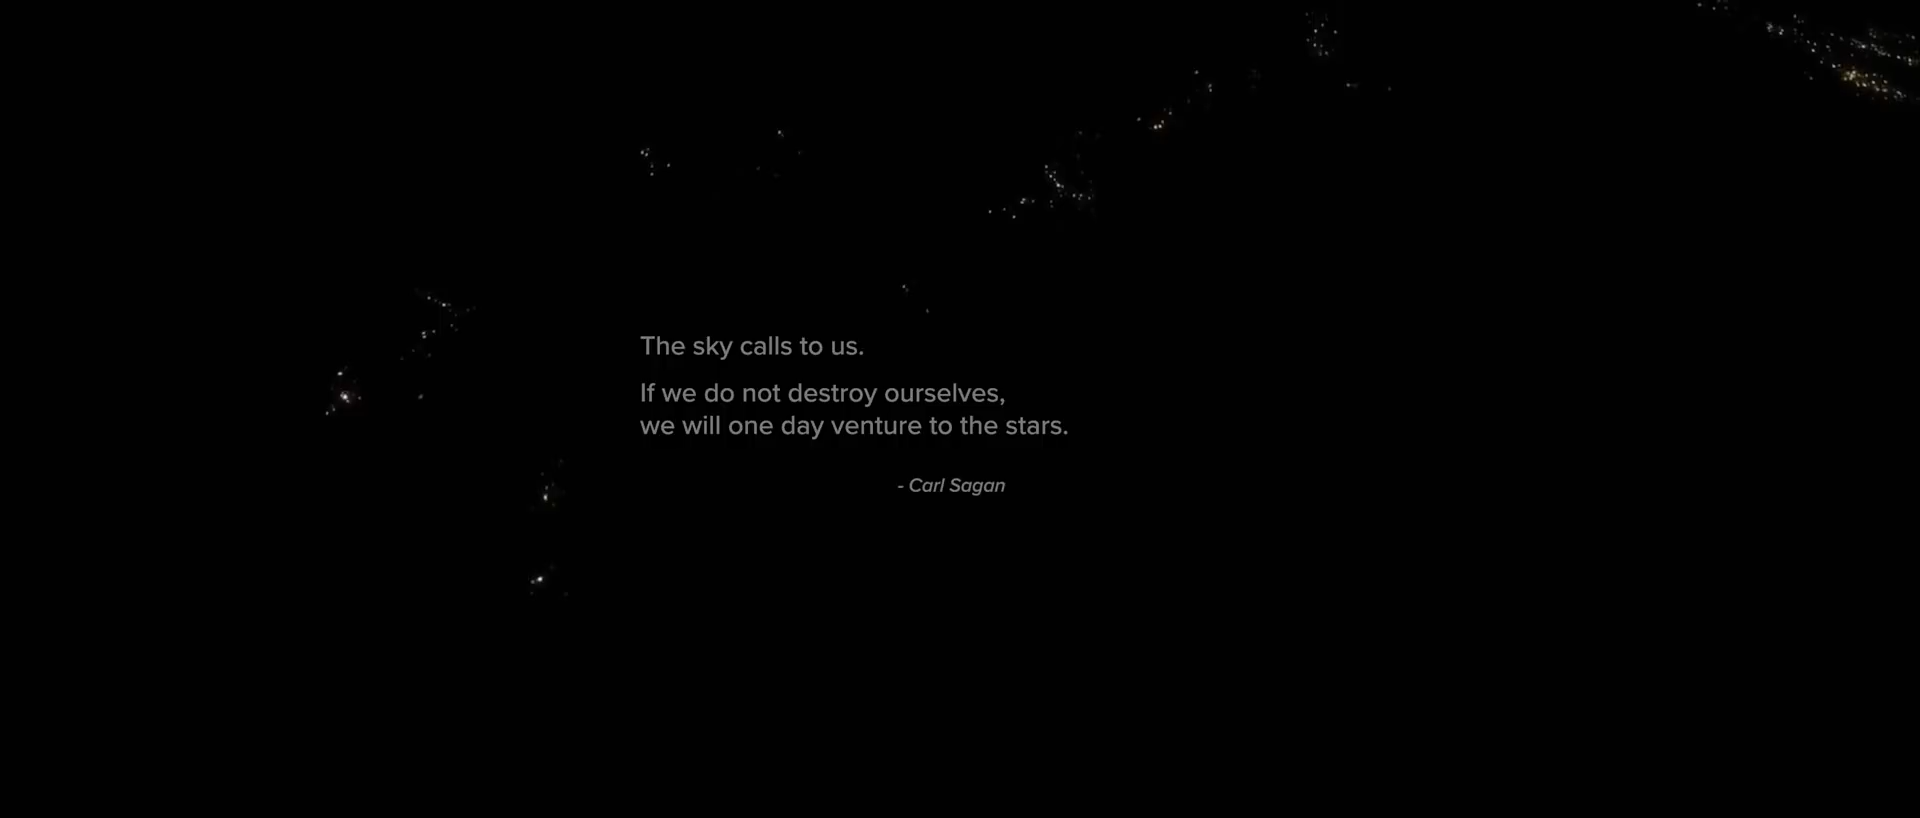 The sky calls to us.
If we do not destroy ourselves,
we will one day venture to the stars.
- Carl Sagan